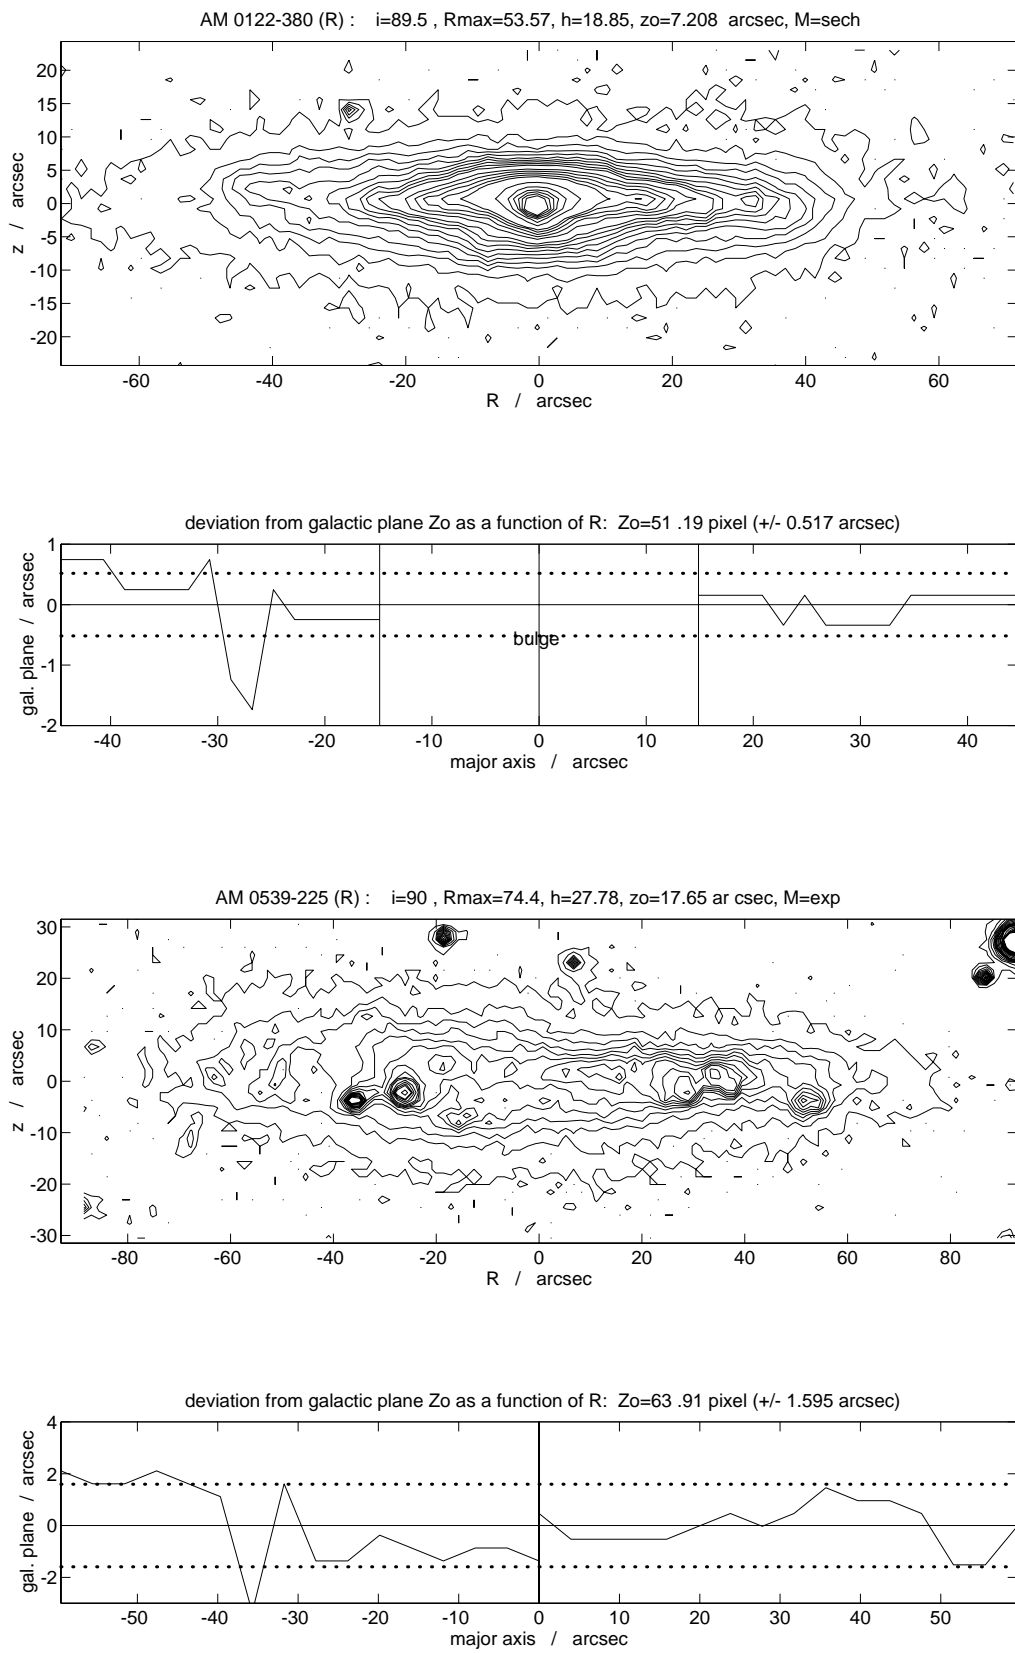 AM 0122-380 (R) : i=89.5 , Rmax=53.57, h=18.85, zo=7.208 arcsec, M=sech
20
15
10
5
0
-5
-10
-15
-20
z / arcsec
-60 -40 -20 0 20 40 60
R / arcsec
deviation from galactic plane Zo as a function of R: Zo=51 .19 pixel (+/- 0.517 arcsec)
1
0
-1
-2
gal. plane / arcsec
bulge
-40 -30 -20 -10 0 10 20 30 40
major axis / arcsec
AM 0539-225 (R) : i=90 , Rmax=74.4, h=27.78, zo=17.65 ar csec, M=exp
30
20
10
0
-10
-20
-30
z / arcsec
-80 -60 -40 -20 0 20 40 60 80
R / arcsec
deviation from galactic plane Zo as a function of R: Zo=63 .91 pixel (+/- 1.595 arcsec)
4
2
0
-2
gal. plane / arcsec
-50 -40 -30 -20 -10 0 10 20 30 40 50
major axis / arcsec